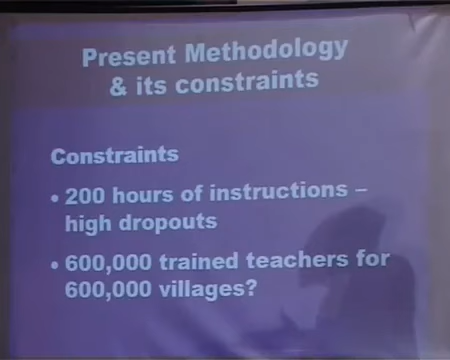 Present Methodology
& its constraints
Constraints
• 200 hours of instructions –
high dropouts
• 600,000 trained teachers for
600,000 villages?